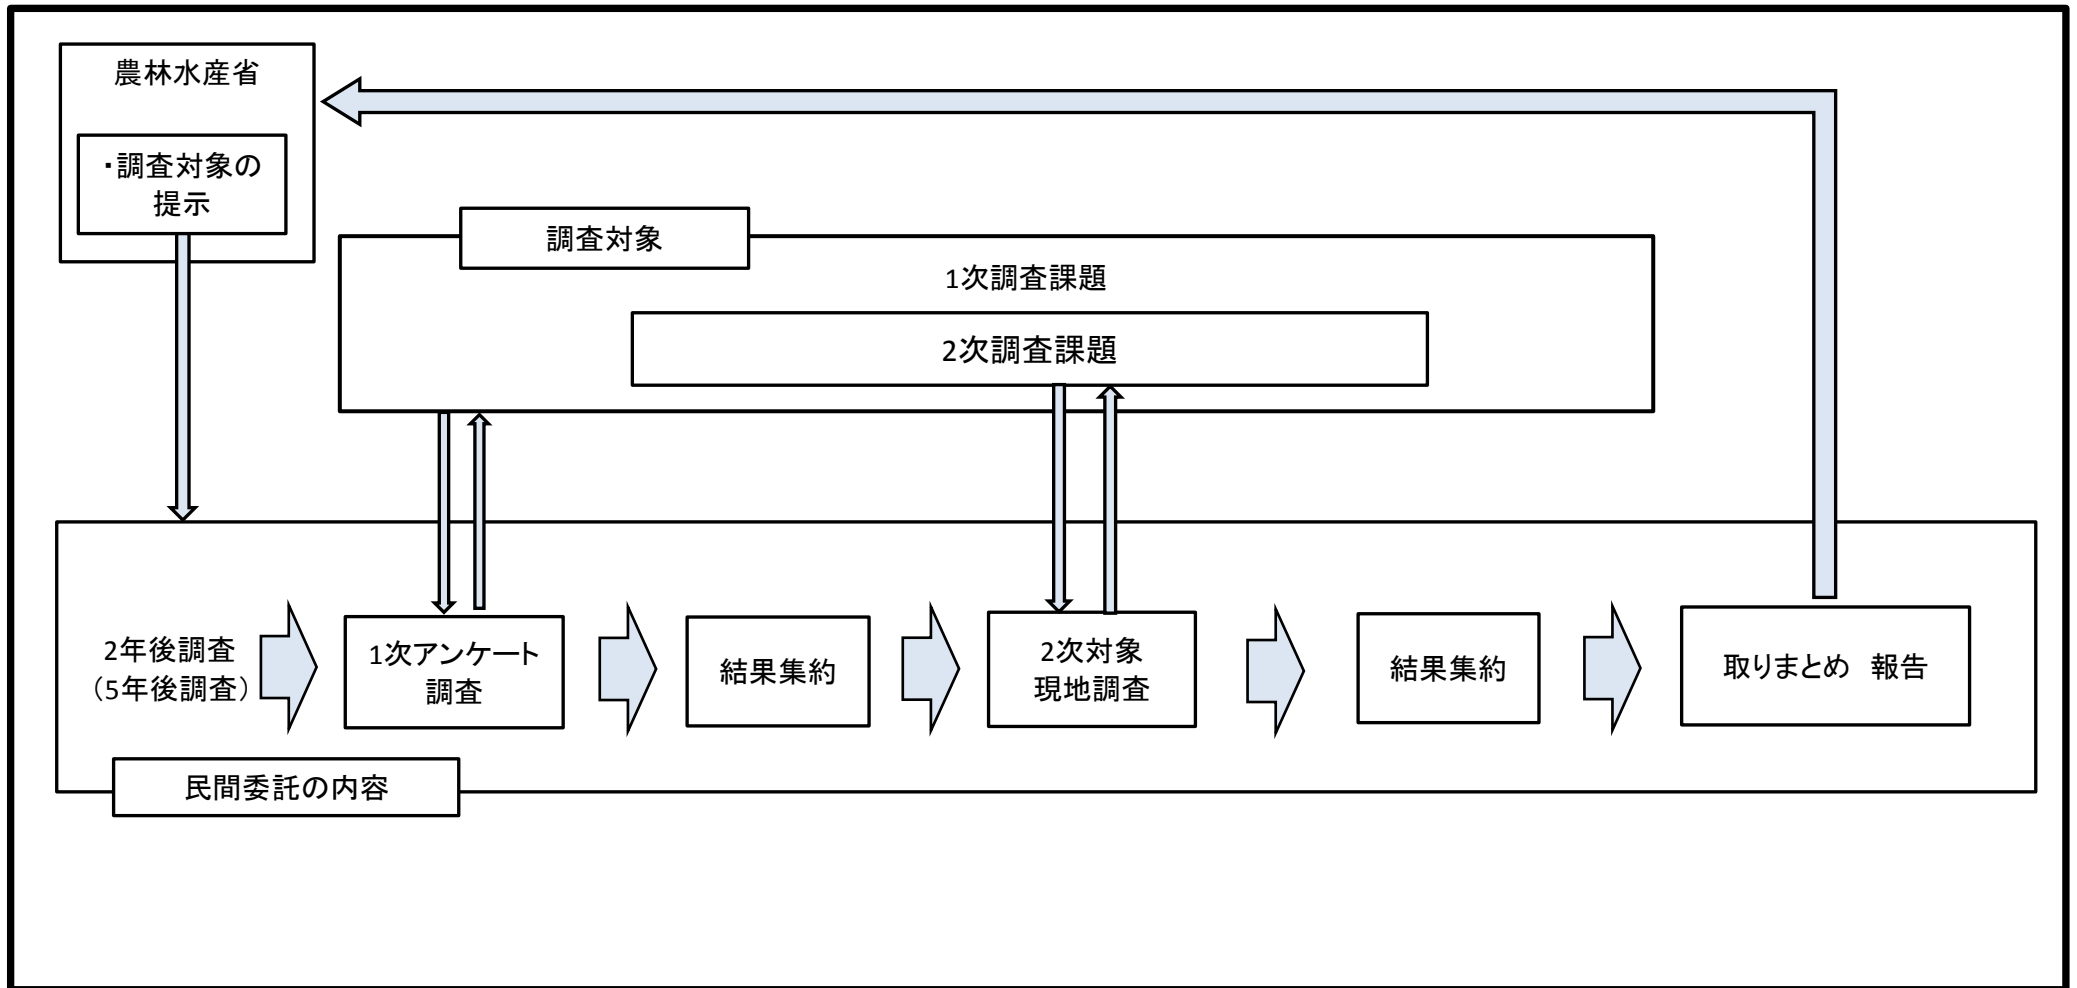 農林水産省
・調査対象の
提示
調査対象
1次調査課題
2次調査課題
2年後調査
（5年後調査）
1次アンケート
調査
結果集約
2次対象
現地調査
結果集約
取りまとめ　報告
民間委託の内容